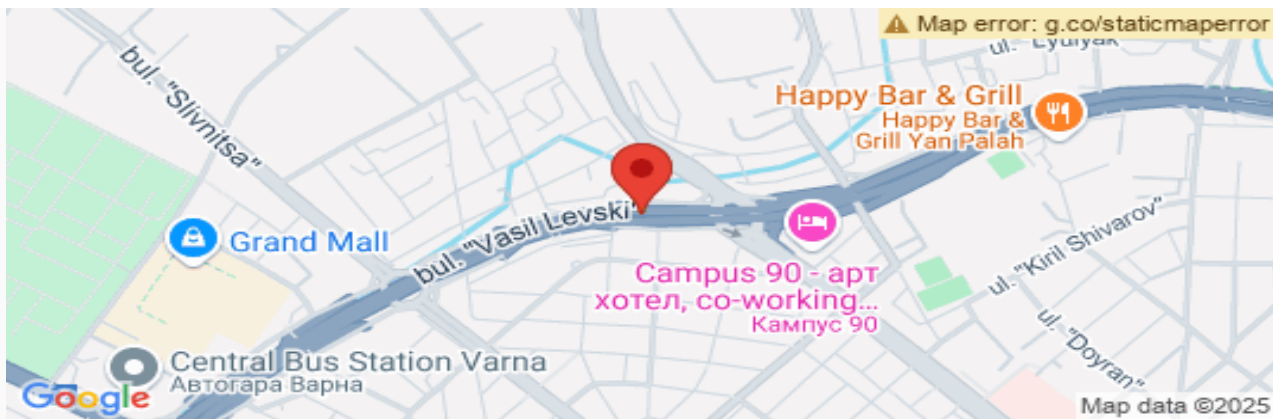 Map error: g.co/staticmaperror
ul. "Lyulyak"
bul. "Slivnitsa"
Happy Bar & Grill
Happy Bar &
Grill Yan Palah
bul. "Vasil Levski"
ul. "Kiril Shivarov"
Grand Mall
Campus 90 - арт
хотел, co-working...
Кампус 90
ul. "Doyran"
Central Bus Station Varna
Автогара Варна
Google
Map data ©2025